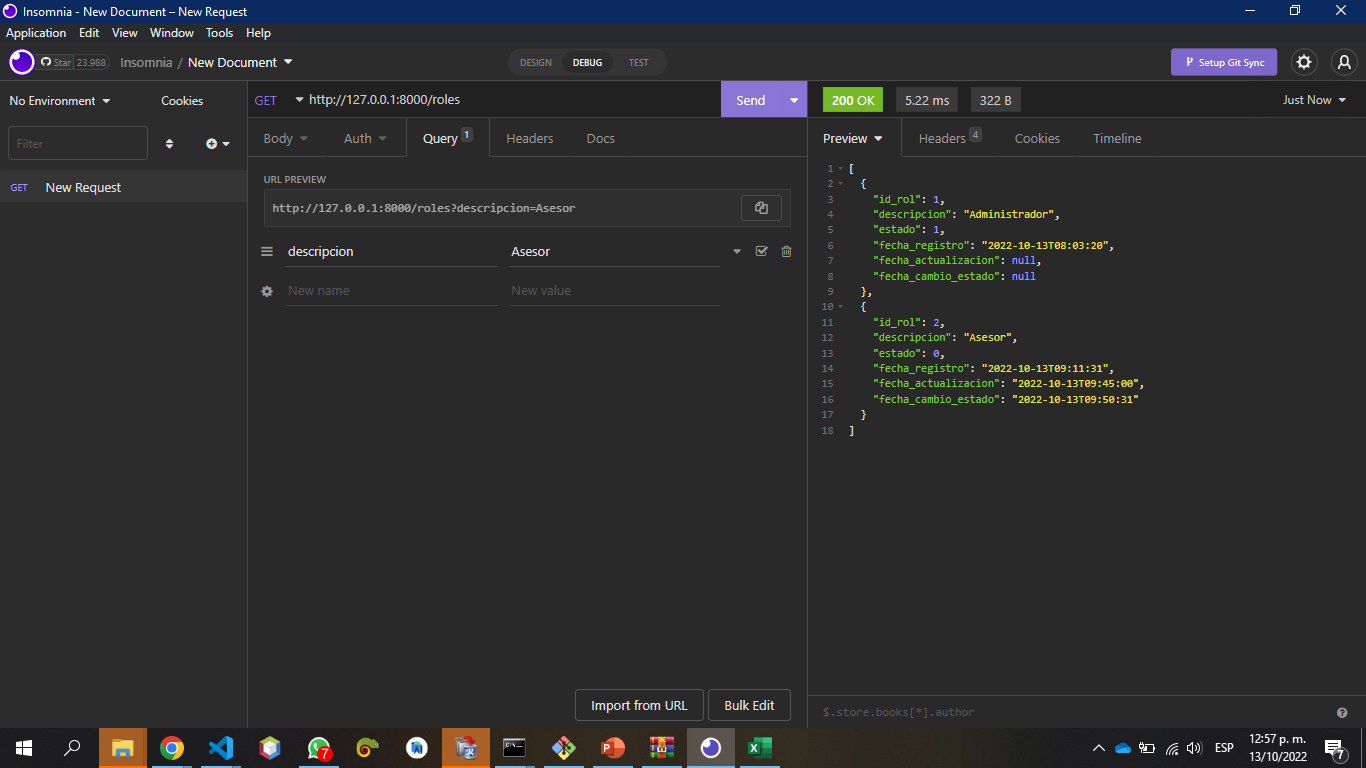 Insomnia - New Document – New Request
Application Edit View Window Tools Help
Star 23.988
Insomnia / New Document
DESIGN DEBUG TEST
Setup Git Sync
No Environment
Cookies
GET http://127.0.0.1:8000/roles
Send
200 OK 5.22 ms 322 B
Just Now
Filter
GET New Request
Body Auth Query 1 Headers Docs
URL PREVIEW
http://127.0.0.1:8000/roles?descripcion=Asesor
descripcion Asesor
New name New value
Import from URL Bulk Edit
Preview Headers 4 Cookies Timeline
1 [
2 {
3 "id_rol": 1,
4 "descripcion": "Administrador",
5 "estado": 1,
6 "fecha_registro": "2022-10-13T08:03:20",
7 "fecha_actualizacion": null,
8 "fecha_cambio_estado": null
9 },
10 {
11 "id_rol": 2,
12 "descripcion": "Asesor",
13 "estado": 0,
14 "fecha_registro": "2022-10-13T09:11:31",
15 "fecha_actualizacion": "2022-10-13T09:45:00",
16 "fecha_cambio_estado": "2022-10-13T09:50:31"
17 }
18 ]
$.store.books[*].author
7
ESP
12:57 p. m.
13/10/2022
7